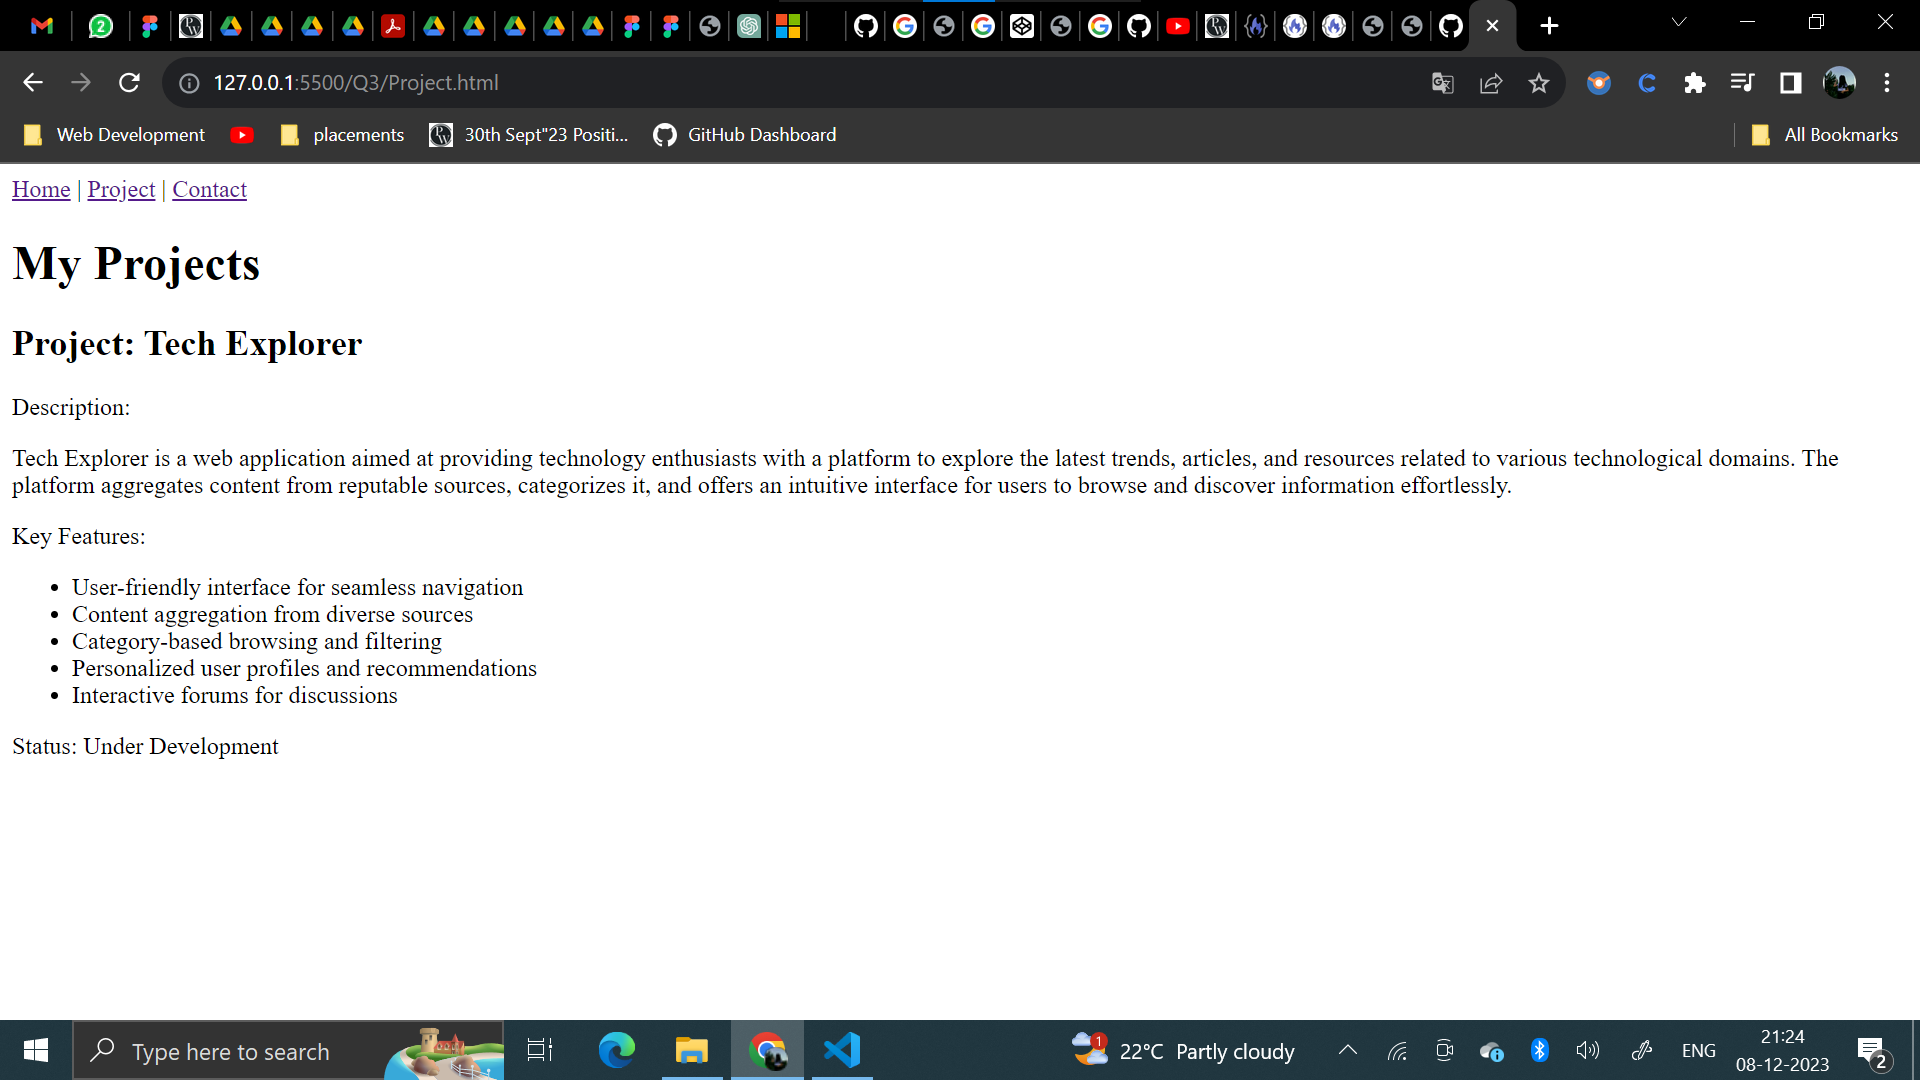 2
127.0.0.1:5500/Q3/Project.html
Web Development
placements
30th Sept"23 Positi...
GitHub Dashboard
All Bookmarks
Home | Project | Contact
My Projects
Project: Tech Explorer
Description:
Tech Explorer is a web application aimed at providing technology enthusiasts with a platform to explore the latest trends, articles, and resources related to various technological domains. The
platform aggregates content from reputable sources, categorizes it, and offers an intuitive interface for users to browse and discover information effortlessly.
Key Features:
• User-friendly interface for seamless navigation
• Content aggregation from diverse sources
• Category-based browsing and filtering
• Personalized user profiles and recommendations
• Interactive forums for discussions
Status: Under Development
Type here to search
1
22°C Partly cloudy
ENG
21:24
08-12-2023
2